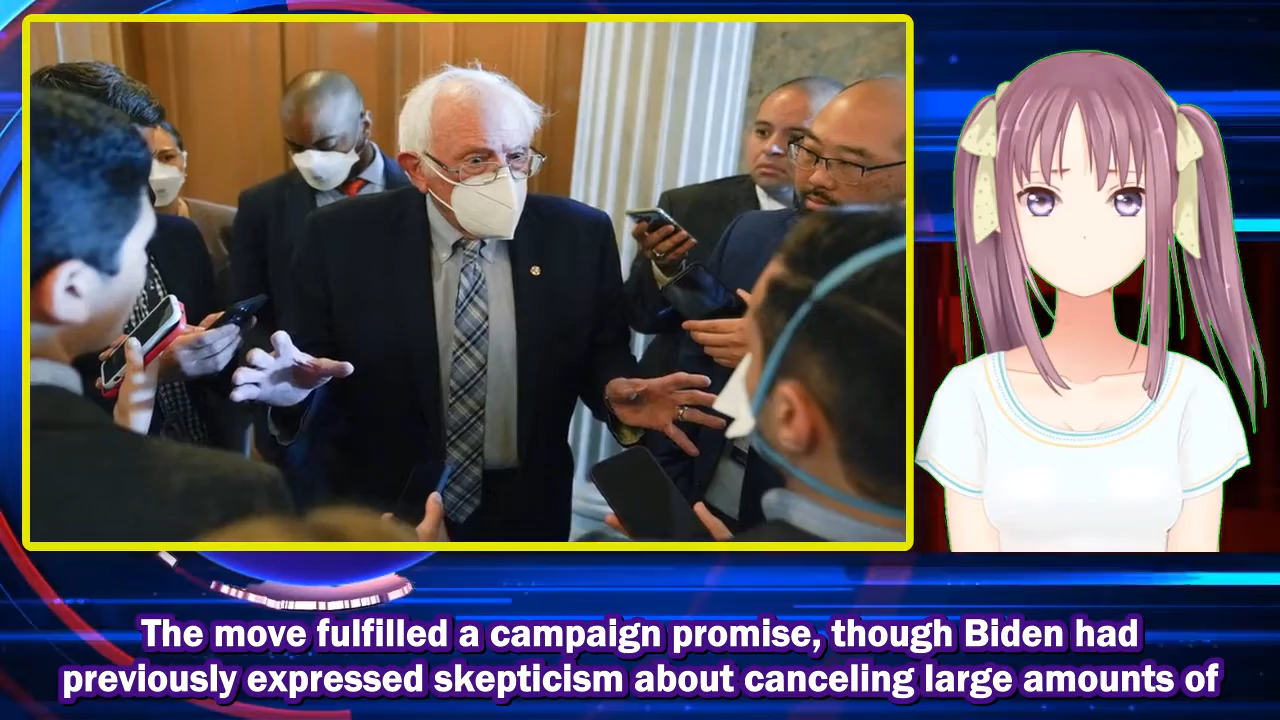 The move fulfilled a campaign promise, though Biden had
previously expressed skepticism about canceling large amounts of